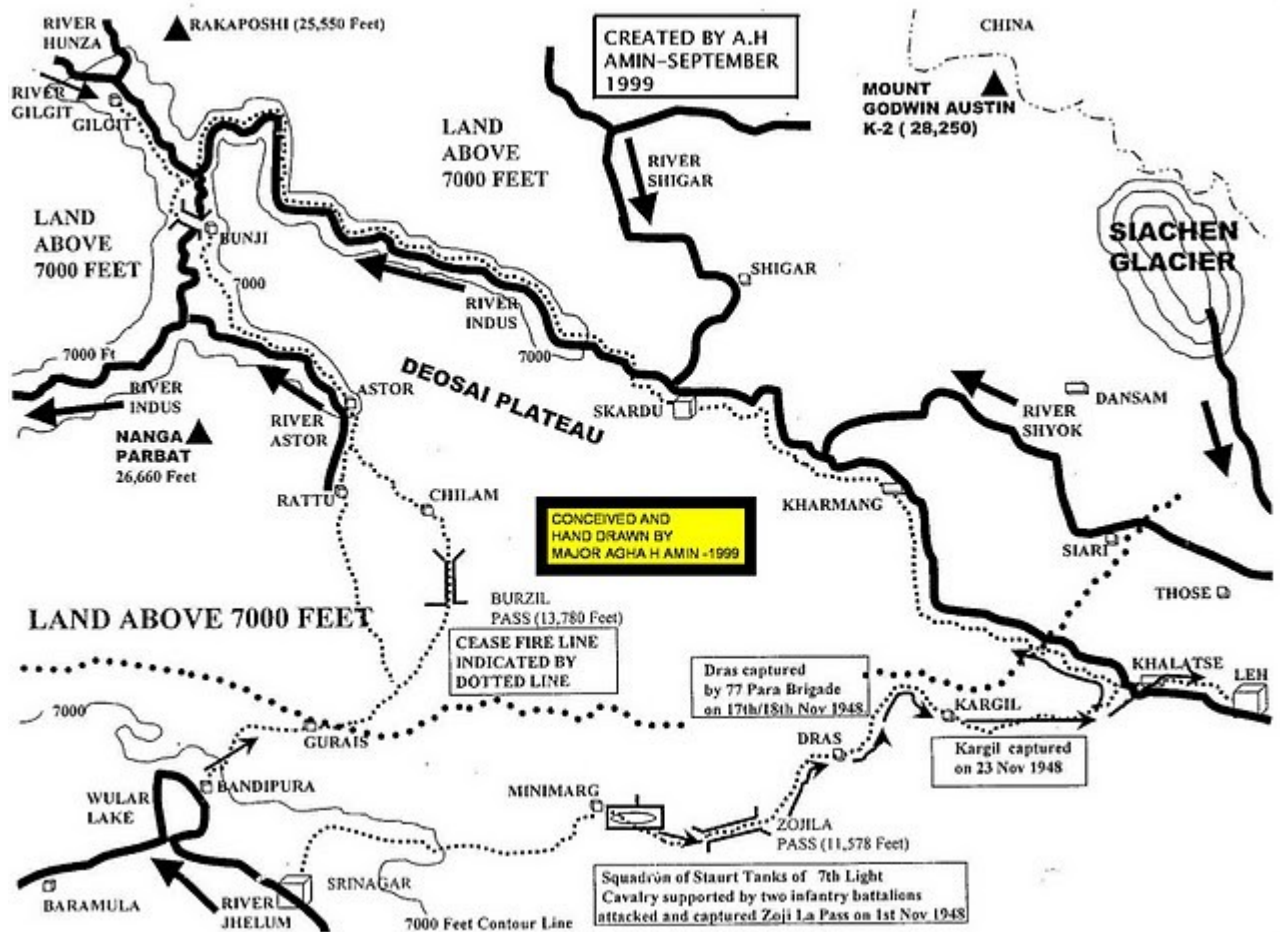 RIVER
HUNZA
RAKAPOSHI (25,550 Feet)
CREATED BY A.H
AMIN-SEPTEMBER
1999
CHINA
MOUNT
GODWIN AUSTIN
K-2 ( 28,250)
RIVER
GILGIT
GILGIT
LAND
ABOVE
7000 FEET
RIVER
SHIGAR
LAND
ABOVE
7000 FEET
BUNJI
7000
SIACHEN
GLACIER
SHIGAR
RIVER
INDUS
7000
7000 Ft
RIVER
INDUS
DEOSAI PLATEAU
ASTOR
RIVER
ASTOR
SKARDU
DANSAM
RIVER
SHYOK
NANGA
PARBAT
26,660 Feet
RATTU
CHILAM
KHARMANG
CONCEIVED AND
HAND DRAWN BY
MAJOR AGHA H AMIN -1999
SIARI
THOSE
BURZIL
PASS (13,780 Feet)
LAND ABOVE 7000 FEET
CEASE FIRE LINE
INDICATED BY
DOTTED LINE
Dras captured
by 77 Para Brigade
on 17th/18th Nov 1948
KHALATSE
LEH
7000
GURAIS
KARGIL
DRAS
Kargil captured
on 23 Nov 1948
BANDIPURA
WULAR
LAKE
MINIMARG
ZOJILA
PASS (11,578 Feet)
SRINAGAR
BARAMULA
RIVER
JHELUM
7000 Feet Contour Line
Squadron of Staurt Tanks of 7th Light
Cavalry supported by two infantry battalions
attacked and captured Zoji La Pass on 1st Nov 1948